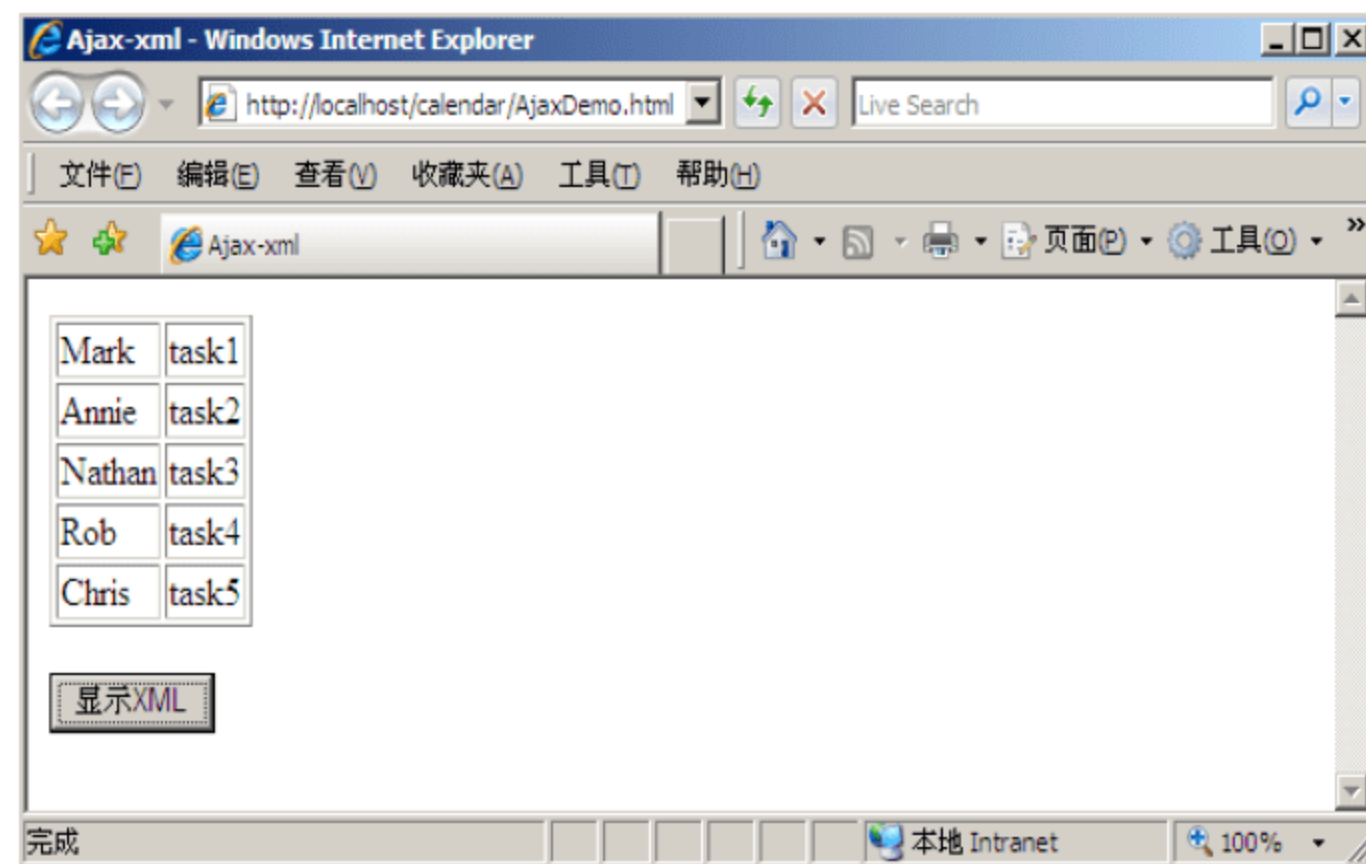 Ajax-xml - Windows Internet Explorer
http://localhost/calendar/AjaxDemo.html Live Search
文件(F) 编辑(E) 查看(V) 收藏夹(A) 工具(T) 帮助(H)
Ajax-xml 页面(P) 工具(O) »
Mark task1
Annie task2
Nathan task3
Rob task4
Chris task5
显示XML
完成 本地 Intranet 100%